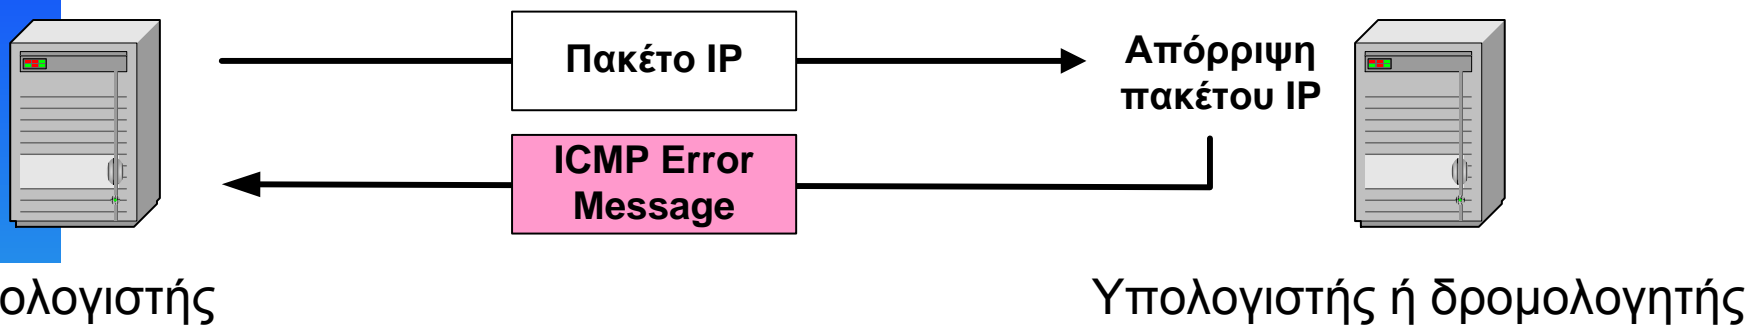 Πακέτο IP
Απόρριψη
πακέτου IP
ICMP Error
Message
ολογιστής
Υπολογιστής ή δρομολογητής